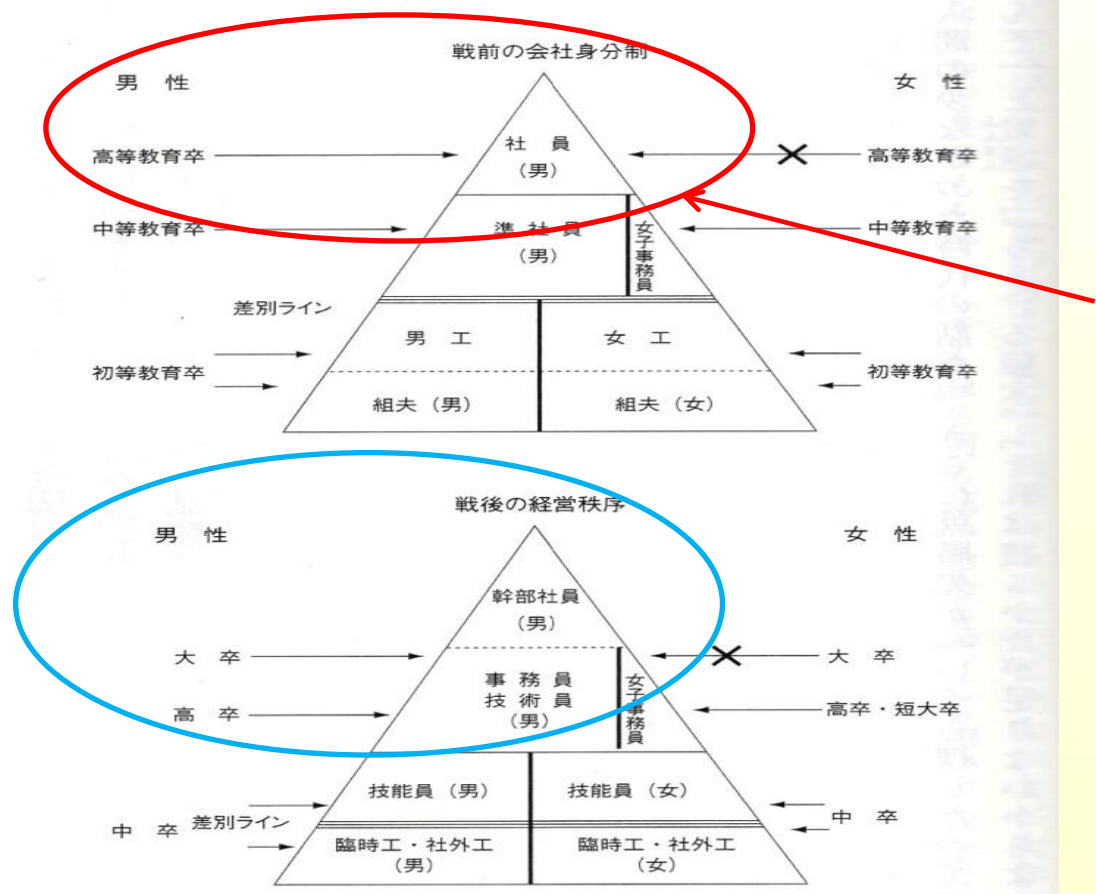 戦前の会社身分制
男 性
女 性
高等教育卒
社 員
(男)
高等教育卒
中等教育卒
準 社 員
(男)
女子事務員
中等教育卒
差別ライン
男 工
女 工
初等教育卒
初等教育卒
組夫 (男)
組夫 (女)
戦後の経営秩序
男 性
女 性
幹部社員
(男)
大 卒
大 卒
事 務 員
技 術 員
(男)
女子事務員
高 卒
高卒・短大卒
技能員 (男)
技能員 (女)
中 卒
差別ライン
中 卒
臨時工・社外工
(男)
臨時工・社外工
(女)